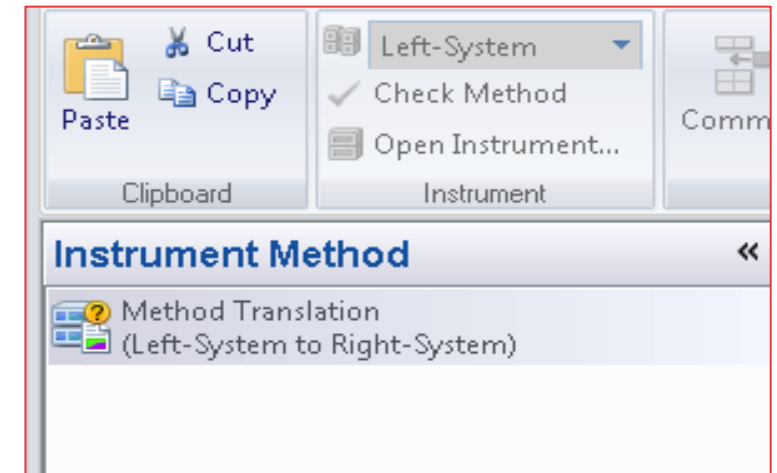 Paste
Cut
Copy
Clipboard
Left-System
Check Method
Open Instrument...
Instrument
Comm
Instrument Method
«
Method Translation
(Left-System to Right-System)